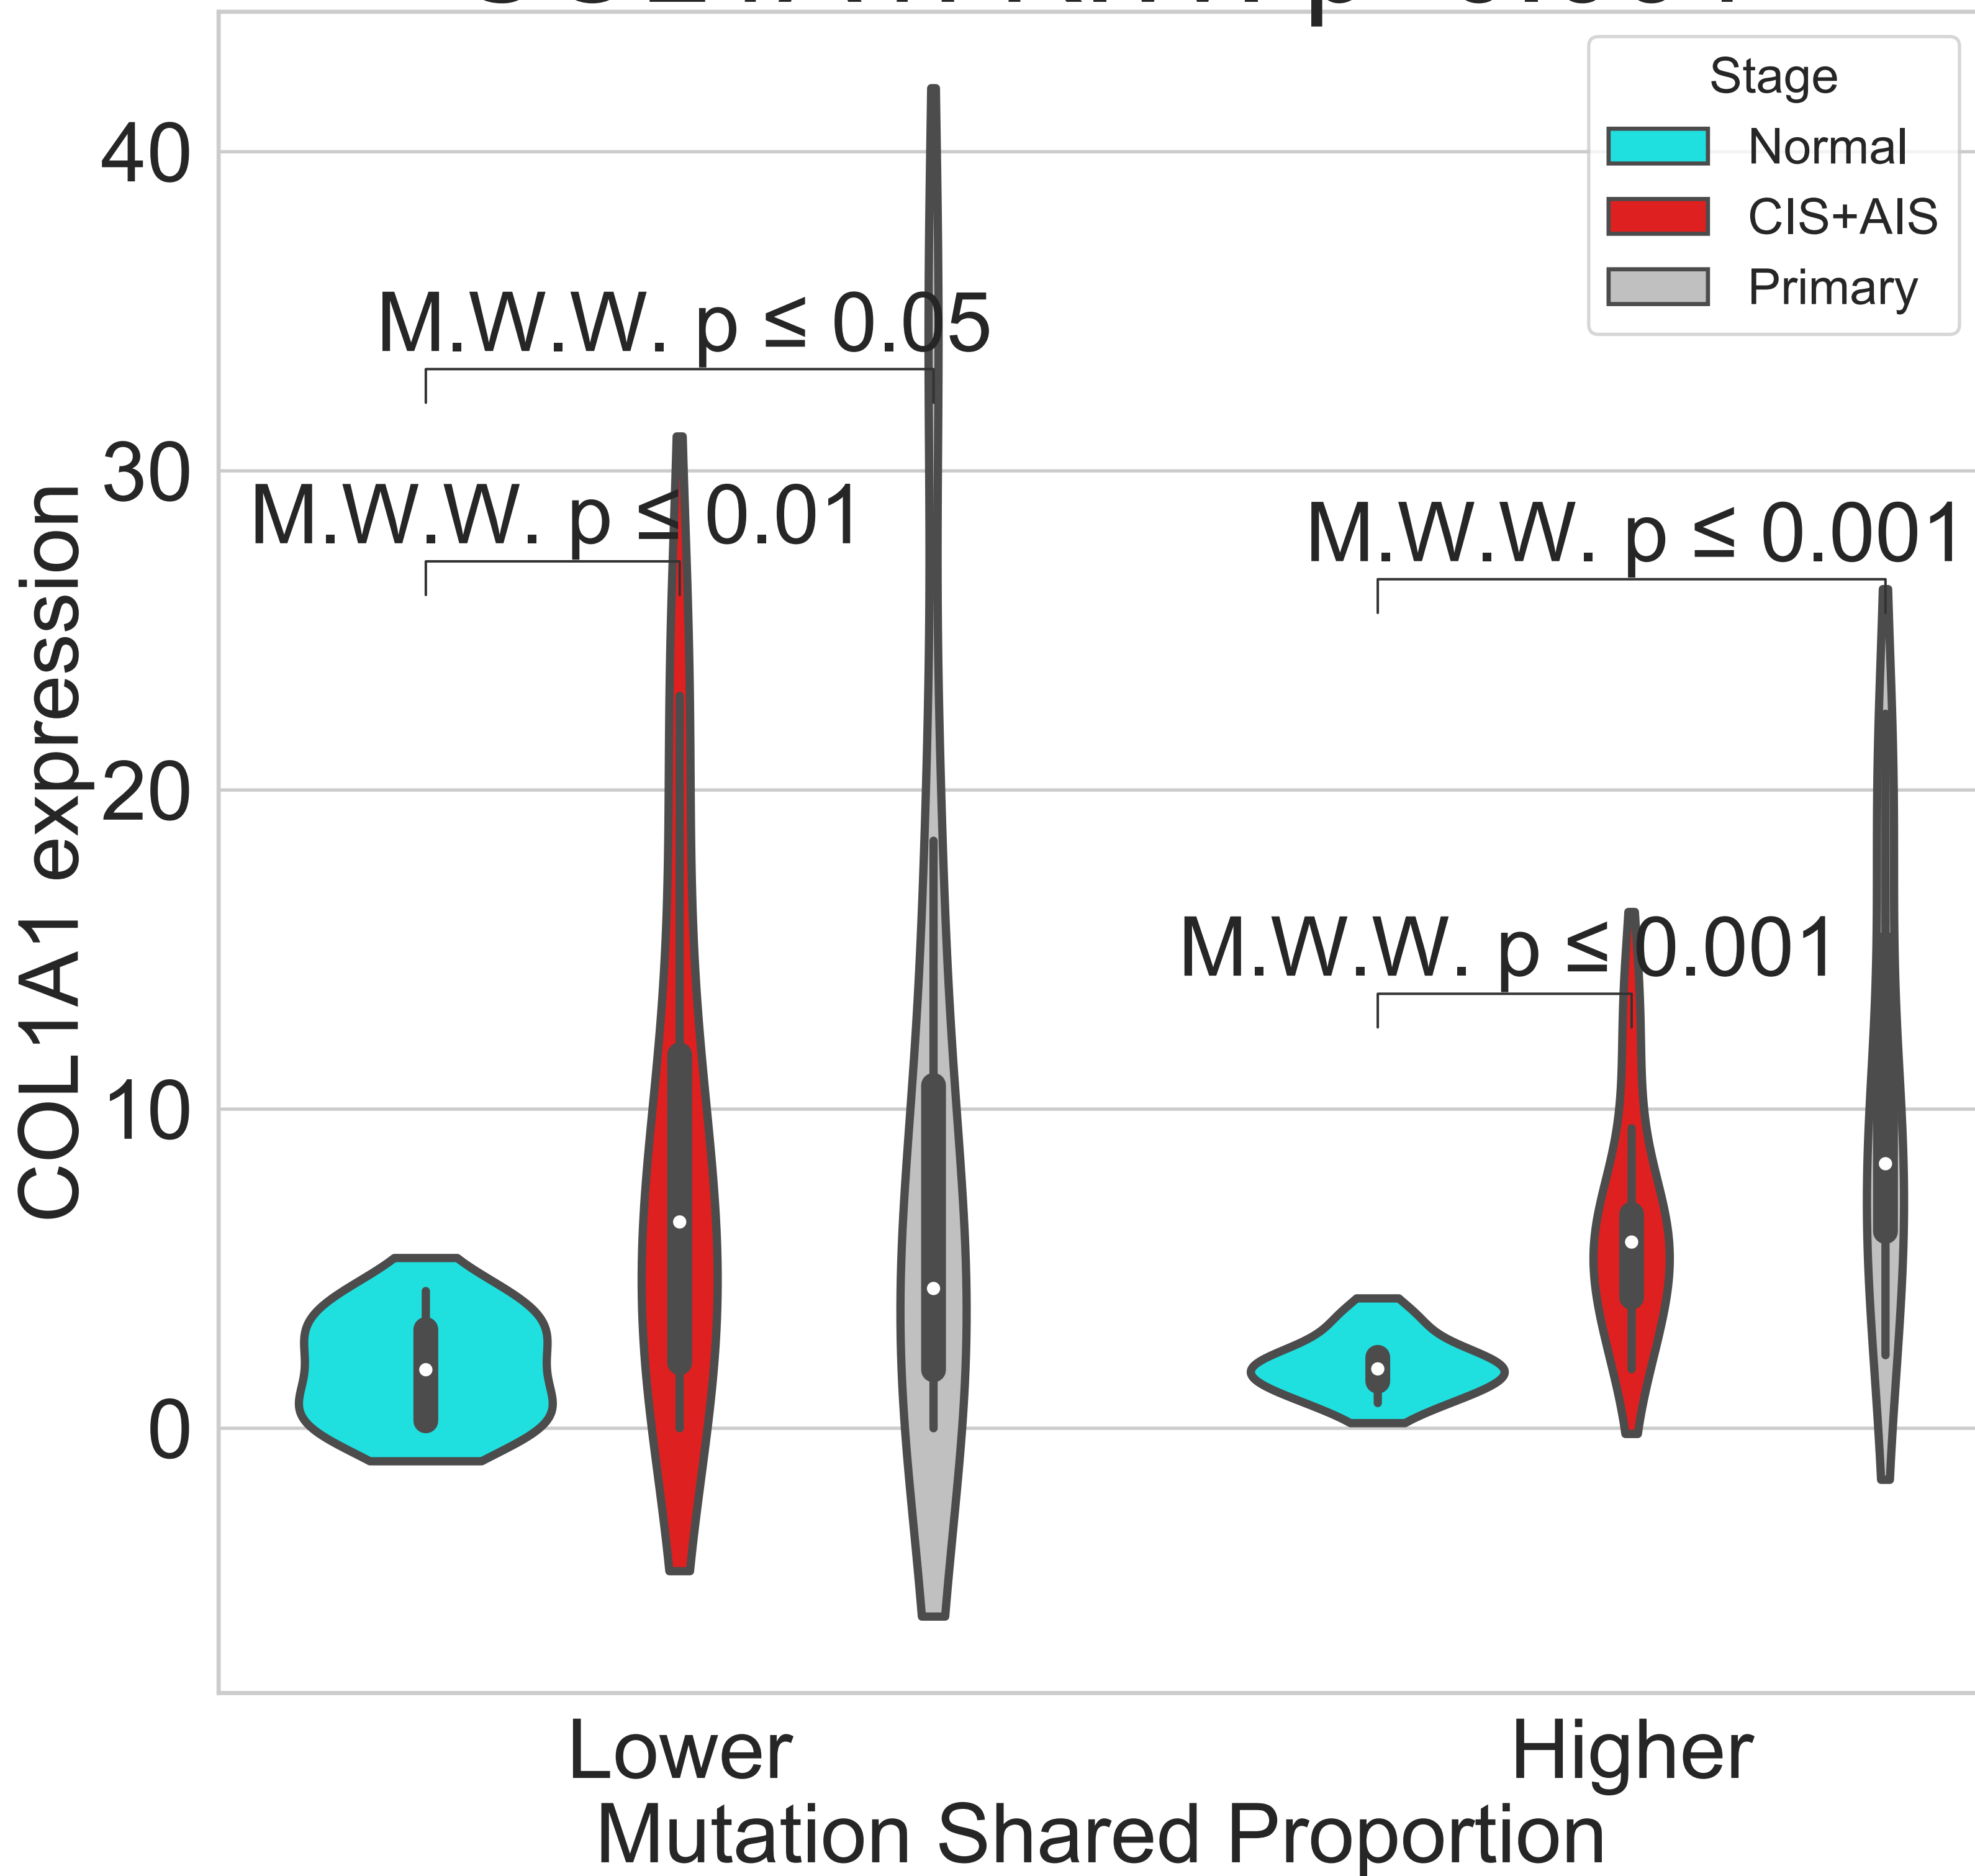 Stage
Normal
CIS+AIS
Primary
40
30
20
10
0
COL1A1 expression
M.W.W. p ≤ 0.05
M.W.W. p ≤ 0.01
M.W.W. p ≤ 0.001
M.W.W. p ≤ 0.001
Lower
Higher
Mutation Shared Proportion